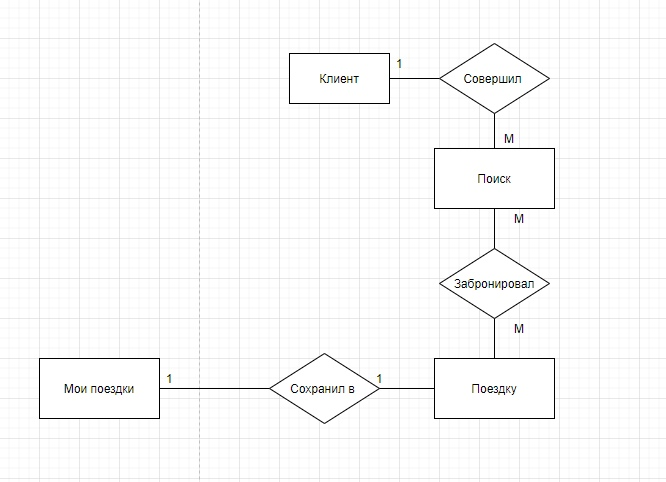 Клиент
1
Совершил
М
Поиск
М
Забронировал
М
Мои поездки
1
Сохранил в
1
Поездку